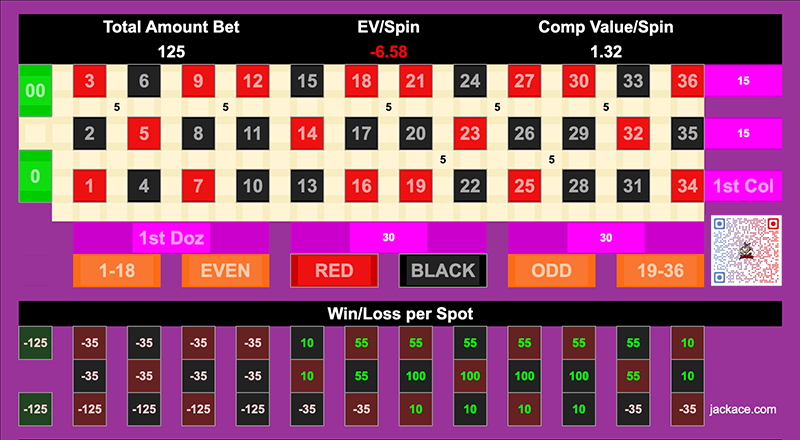 Total Amount Bet EV/Spin Comp Value/Spin
125 -6.58 1.32
00 3 6 9 12 15 18 21 24 27 30 33 36 15
5 5 5 5 5
2 5 8 11 14 17 20 23 26 29 32 35 15
5 5
0 1 4 7 10 13 16 19 22 25 28 31 34 1st Col
1st Doz 30 30
1-18 EVEN RED BLACK ODD 19-36
Win/Loss per Spot
-125 -35 -35 -35 -35 10 55 55 55 55 55 55 10
-35 -35 -35 -35 10 55 100 100 100 100 55 10
-125 -125 -125 -125 -125 -35 -35 10 10 10 10 -35 -35 jackace.com